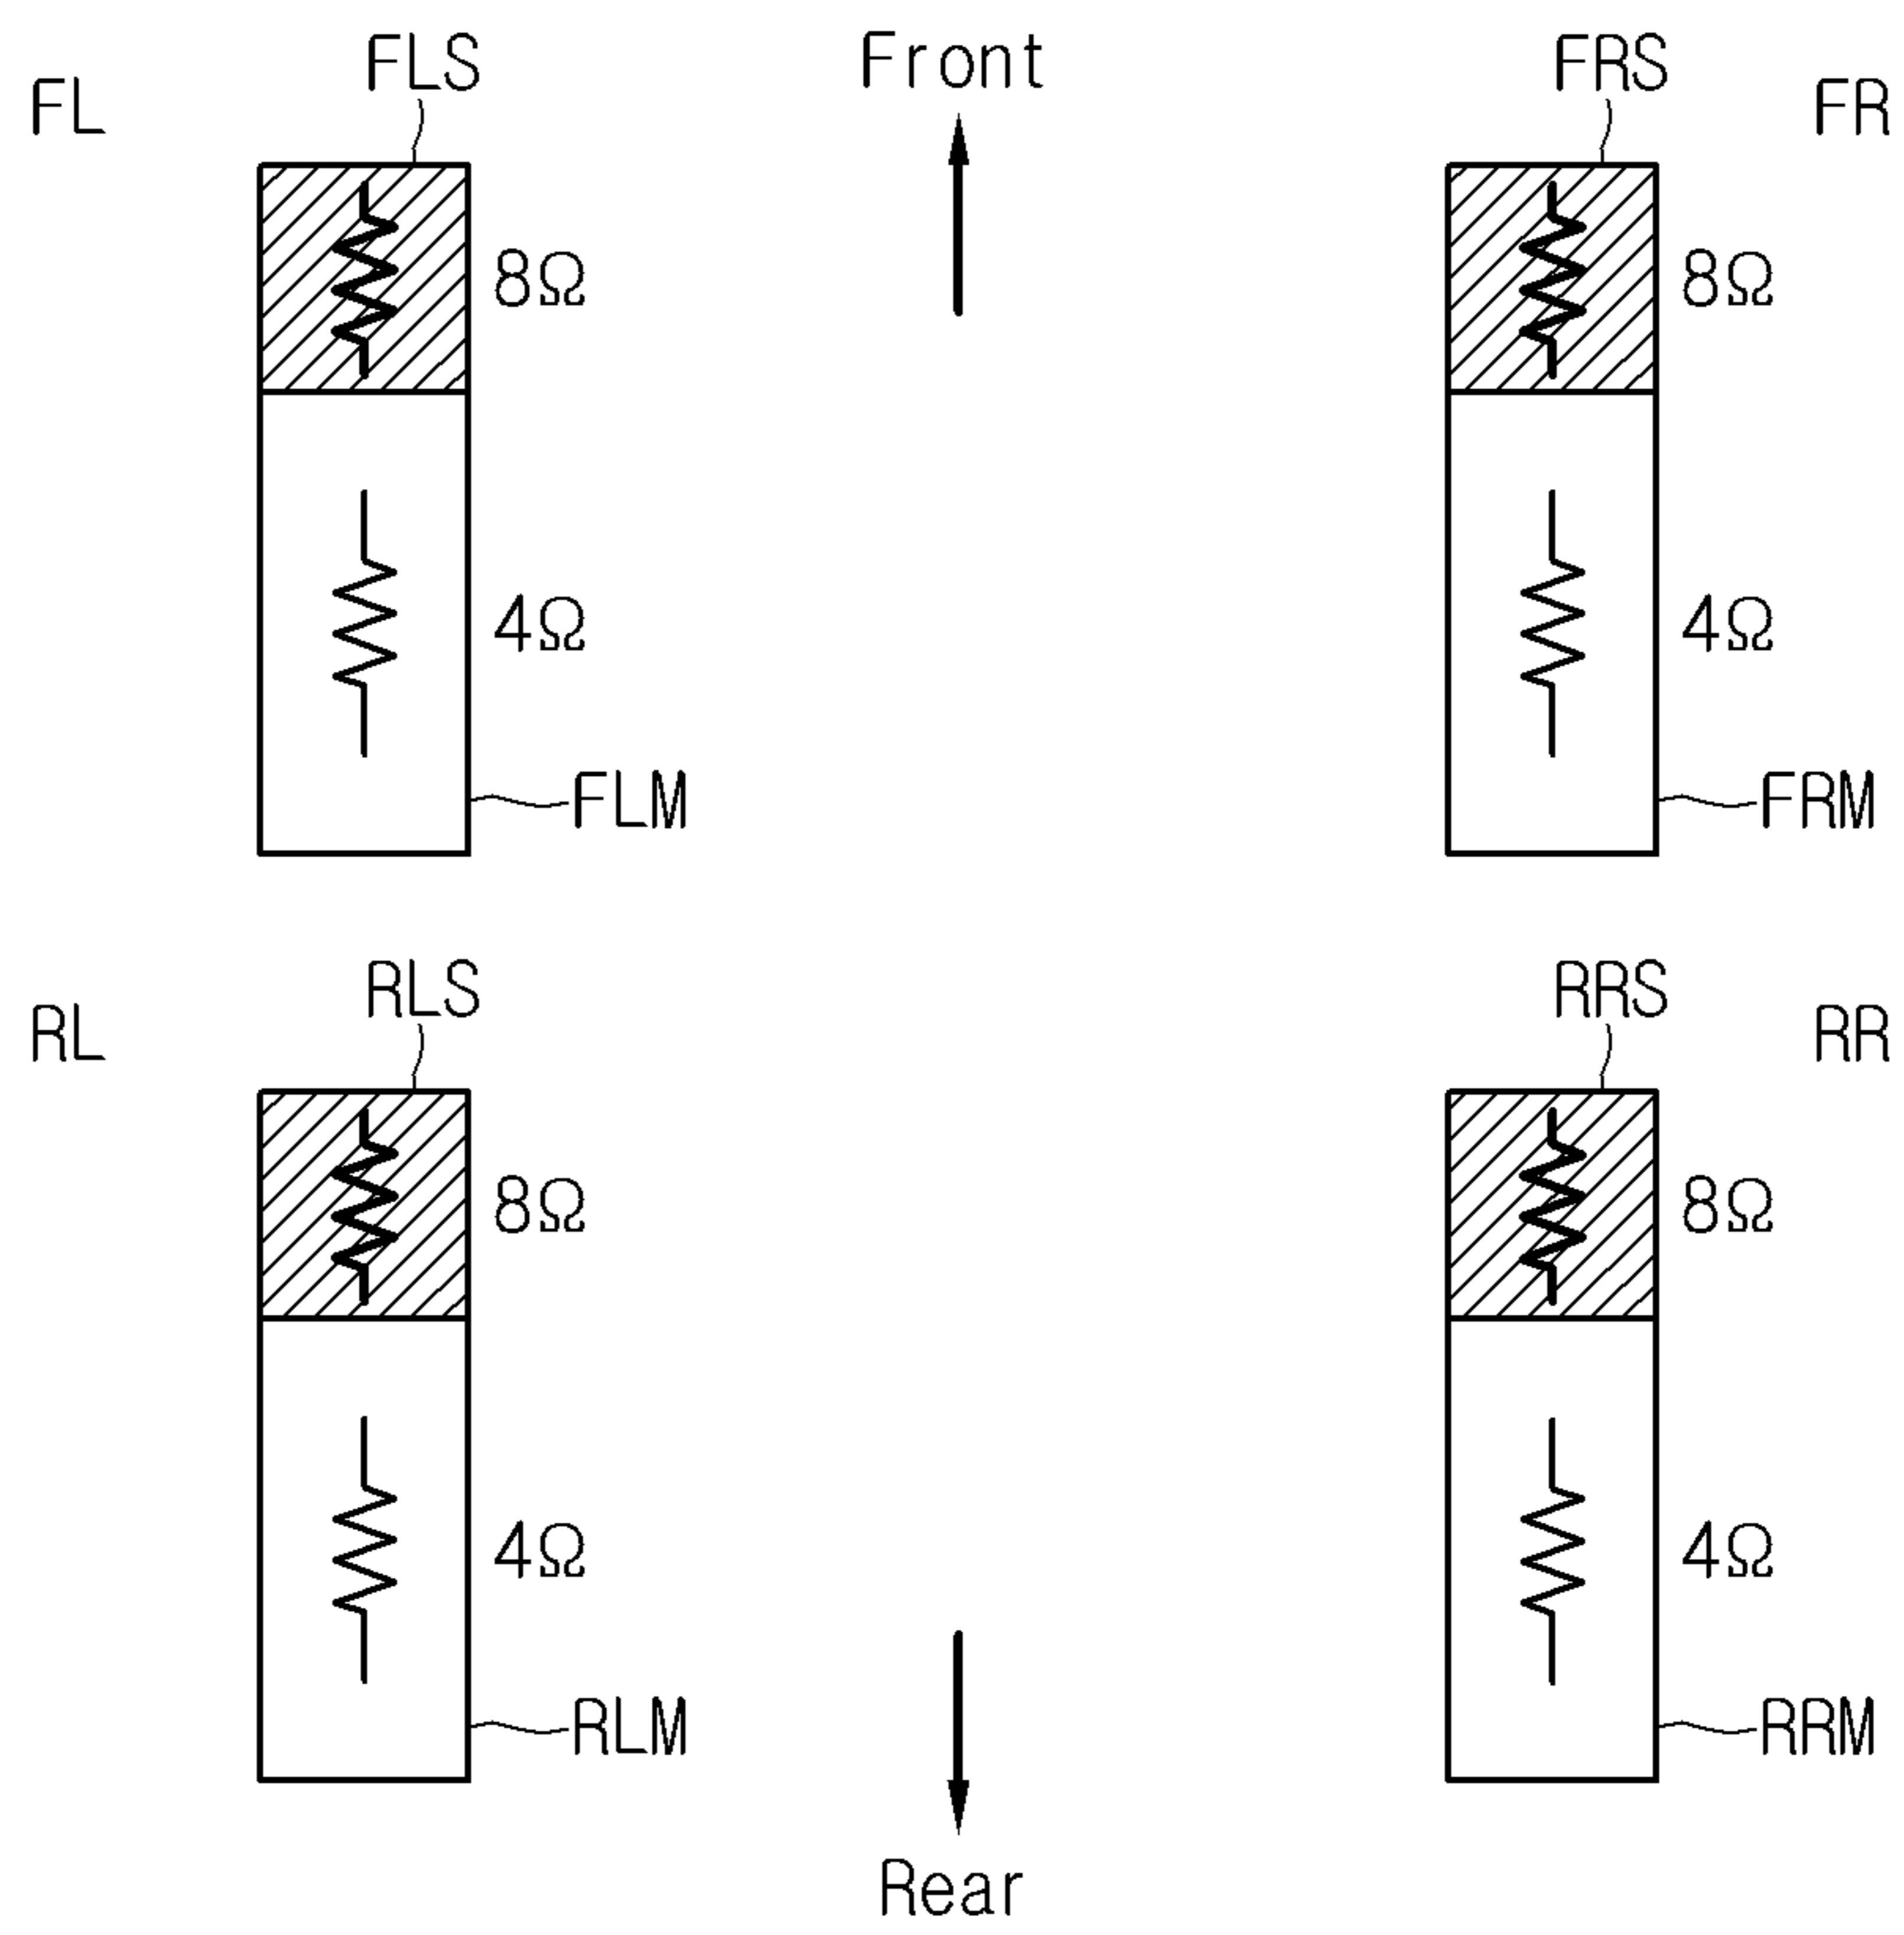 FL
FLS
Front
FRS
FR
8Ω
8Ω
4Ω
4Ω
FLM
FRM
RL
RLS
RRS
RR
8Ω
8Ω
4Ω
4Ω
RLM
RRM
Rear